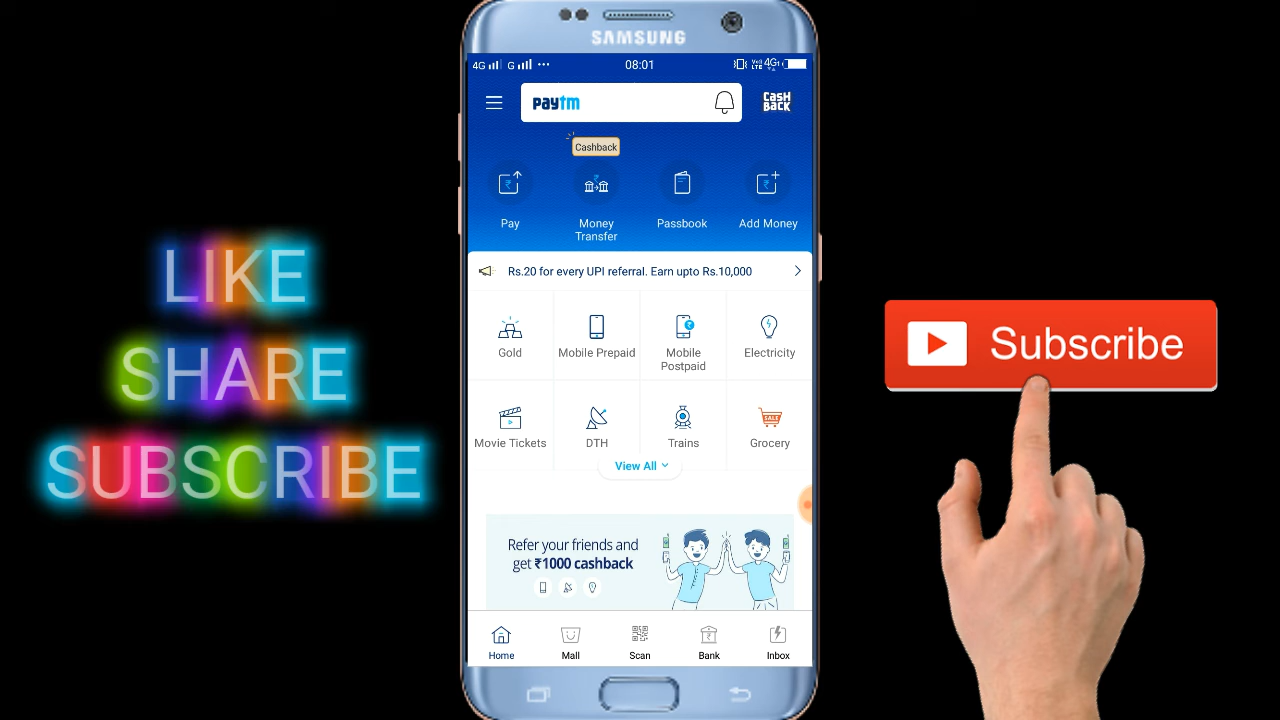 SAMSUNG
4G G 08:01 4G
paytm
CASH
BACK
Cashback
Pay
Money
Transfer
Passbook
Add Money
Rs.20 for every UPI referral. Earn upto Rs.10,000
Gold
Mobile Prepaid
Mobile
Postpaid
Electricity
Movie Tickets
DTH
Trains
SALE
Grocery
View All
Refer your friends and
get ₹1000 cashback
Home
Mall
Scan
Bank
Inbox
LIKE
SHARE
SUBSCRIBE
Subscribe